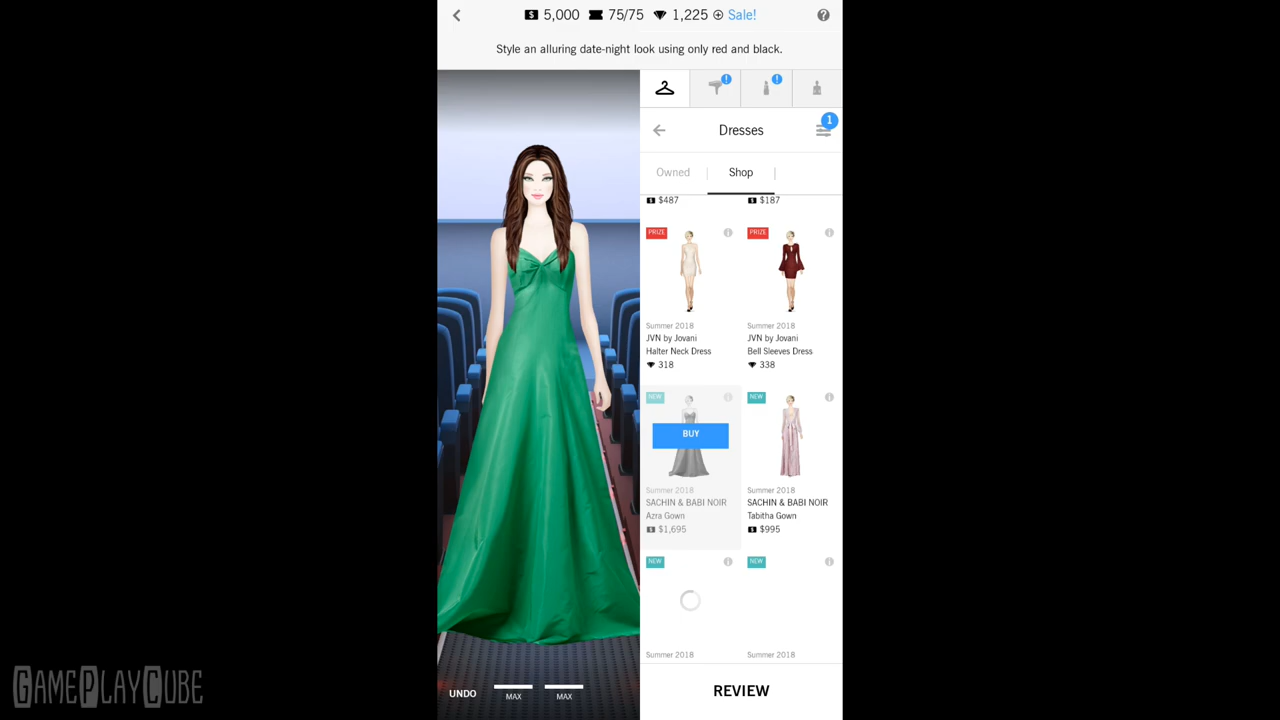 5,000 75/75 1,225 Sale!
Style an alluring date-night look using only red and black.
Dresses 1
Owned Shop
$487 $187
PRIZE PRIZE
Summer 2018 Summer 2018
JVN by Jovani JVN by Jovani
Halter Neck Dress Bell Sleeves Dress
318 338
NEW NEW
BUY
Summer 2018 Summer 2018
SACHIN & BABI NOIR SACHIN & BABI NOIR
Azra Gown Tabitha Gown
$1,695 $995
NEW NEW
Summer 2018 Summer 2018
UNDO MAX MAX REVIEW
GamePlayCube